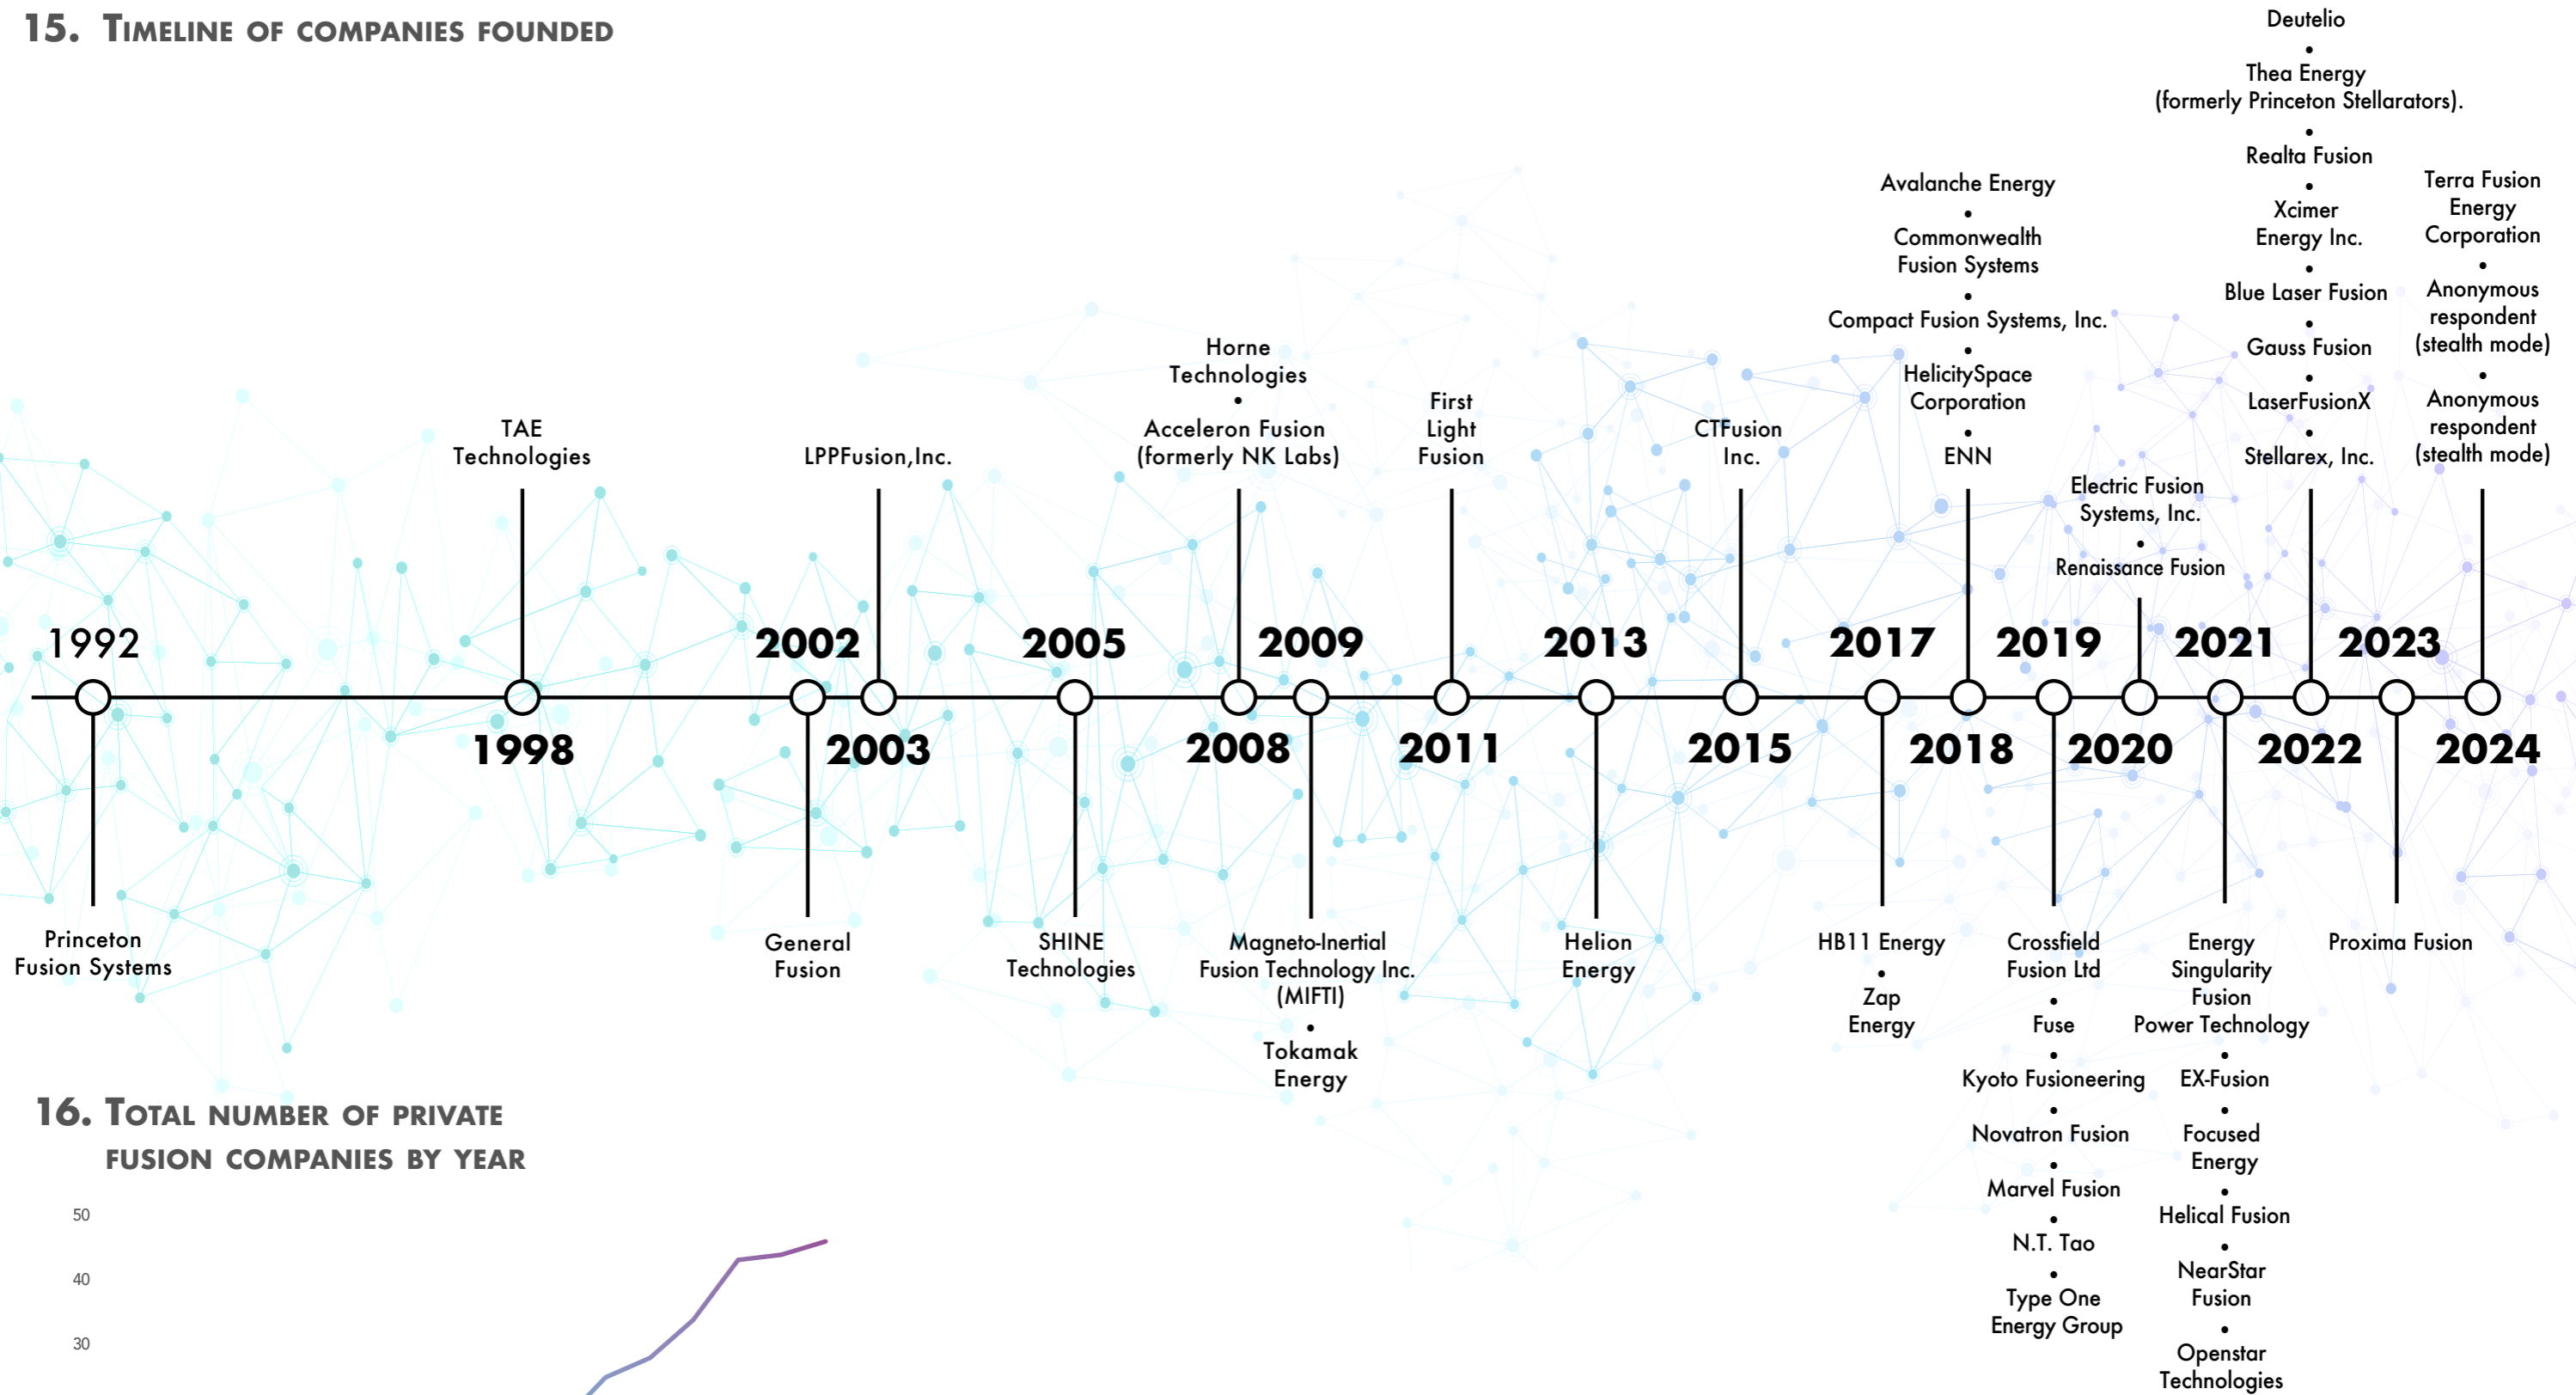 15. Timeline of companies founded
1992
Princeton
Fusion Systems
TAE
Technologies
1998
2002
General
Fusion
LPPFusion,Inc.
2003
2005
SHINE
Technologies
Horne
Technologies
•
Acceleron Fusion
(formerly NK Labs)
2008
2009
Magneto-Inertial
Fusion Technology Inc.
(MIFTI)
•
Tokamak
Energy
First
Light
Fusion
2011
2013
Helion
Energy
CTFusion
Inc.
2015
2017
HB11 Energy
•
Zap
Energy
Avalanche Energy
•
Commonwealth
Fusion Systems
•
Compact Fusion Systems, Inc.
•
HelicitySpace
Corporation
•
ENN
2018
2019
Crossfield
Fusion Ltd
•
Fuse
•
Kyoto Fusioneering
•
Novatron Fusion
•
Marvel Fusion
•
N.T. Tao
•
Type One
Energy Group
Electric Fusion
Systems, Inc.
•
Renaissance Fusion
2020
2021
Energy
Singularity
Fusion
Power Technology
•
EX-Fusion
•
Focused
Energy
•
Helical Fusion
•
NearStar
Fusion
•
Openstar
Technologies
Deutelio
•
Thea Energy
(formerly Princeton Stellarators).
•
Realta Fusion
•
Xcimer
Energy Inc.
•
Blue Laser Fusion
•
Gauss Fusion
•
LaserFusionX
•
Stellarex, Inc.
2022
2023
Proxima Fusion
Terra Fusion
Energy
Corporation
•
Anonymous
respondent
(stealth mode)
•
Anonymous
respondent
(stealth mode)
2024
16. Total number of private
fusion companies by year
50
40
30